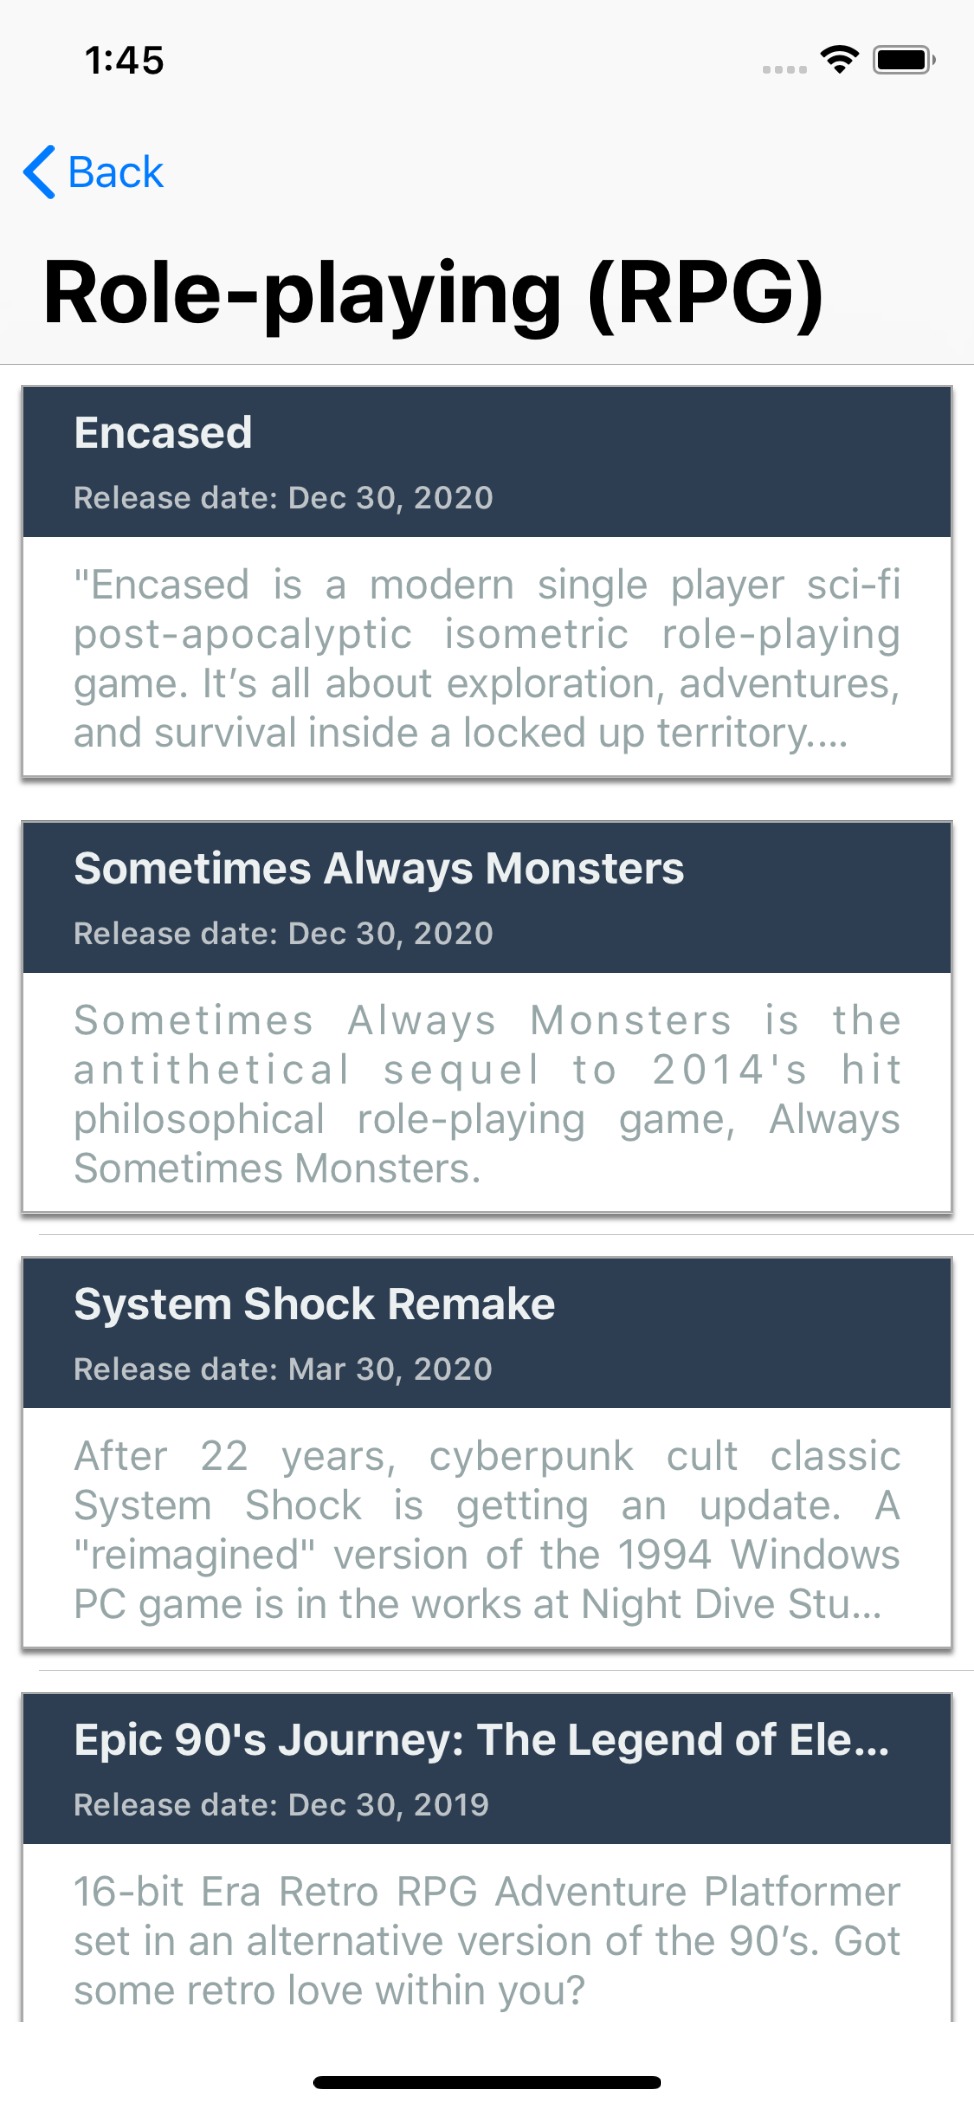 1:45
Back
Role-playing (RPG)
Encased
Release date: Dec 30, 2020
"Encased is a modern single player sci-fi
post-apocalyptic isometric role-playing
game. It’s all about exploration, adventures,
and survival inside a locked up territory....
Sometimes Always Monsters
Release date: Dec 30, 2020
Sometimes Always Monsters is the
antithetical sequel to 2014's hit
philosophical role-playing game, Always
Sometimes Monsters.
System Shock Remake
Release date: Mar 30, 2020
After 22 years, cyberpunk cult classic
System Shock is getting an update. A
"reimagined" version of the 1994 Windows
PC game is in the works at Night Dive Stu...
Epic 90's Journey: The Legend of Ele...
Release date: Dec 30, 2019
16-bit Era Retro RPG Adventure Platformer
set in an alternative version of the 90’s. Got
some retro love within you?